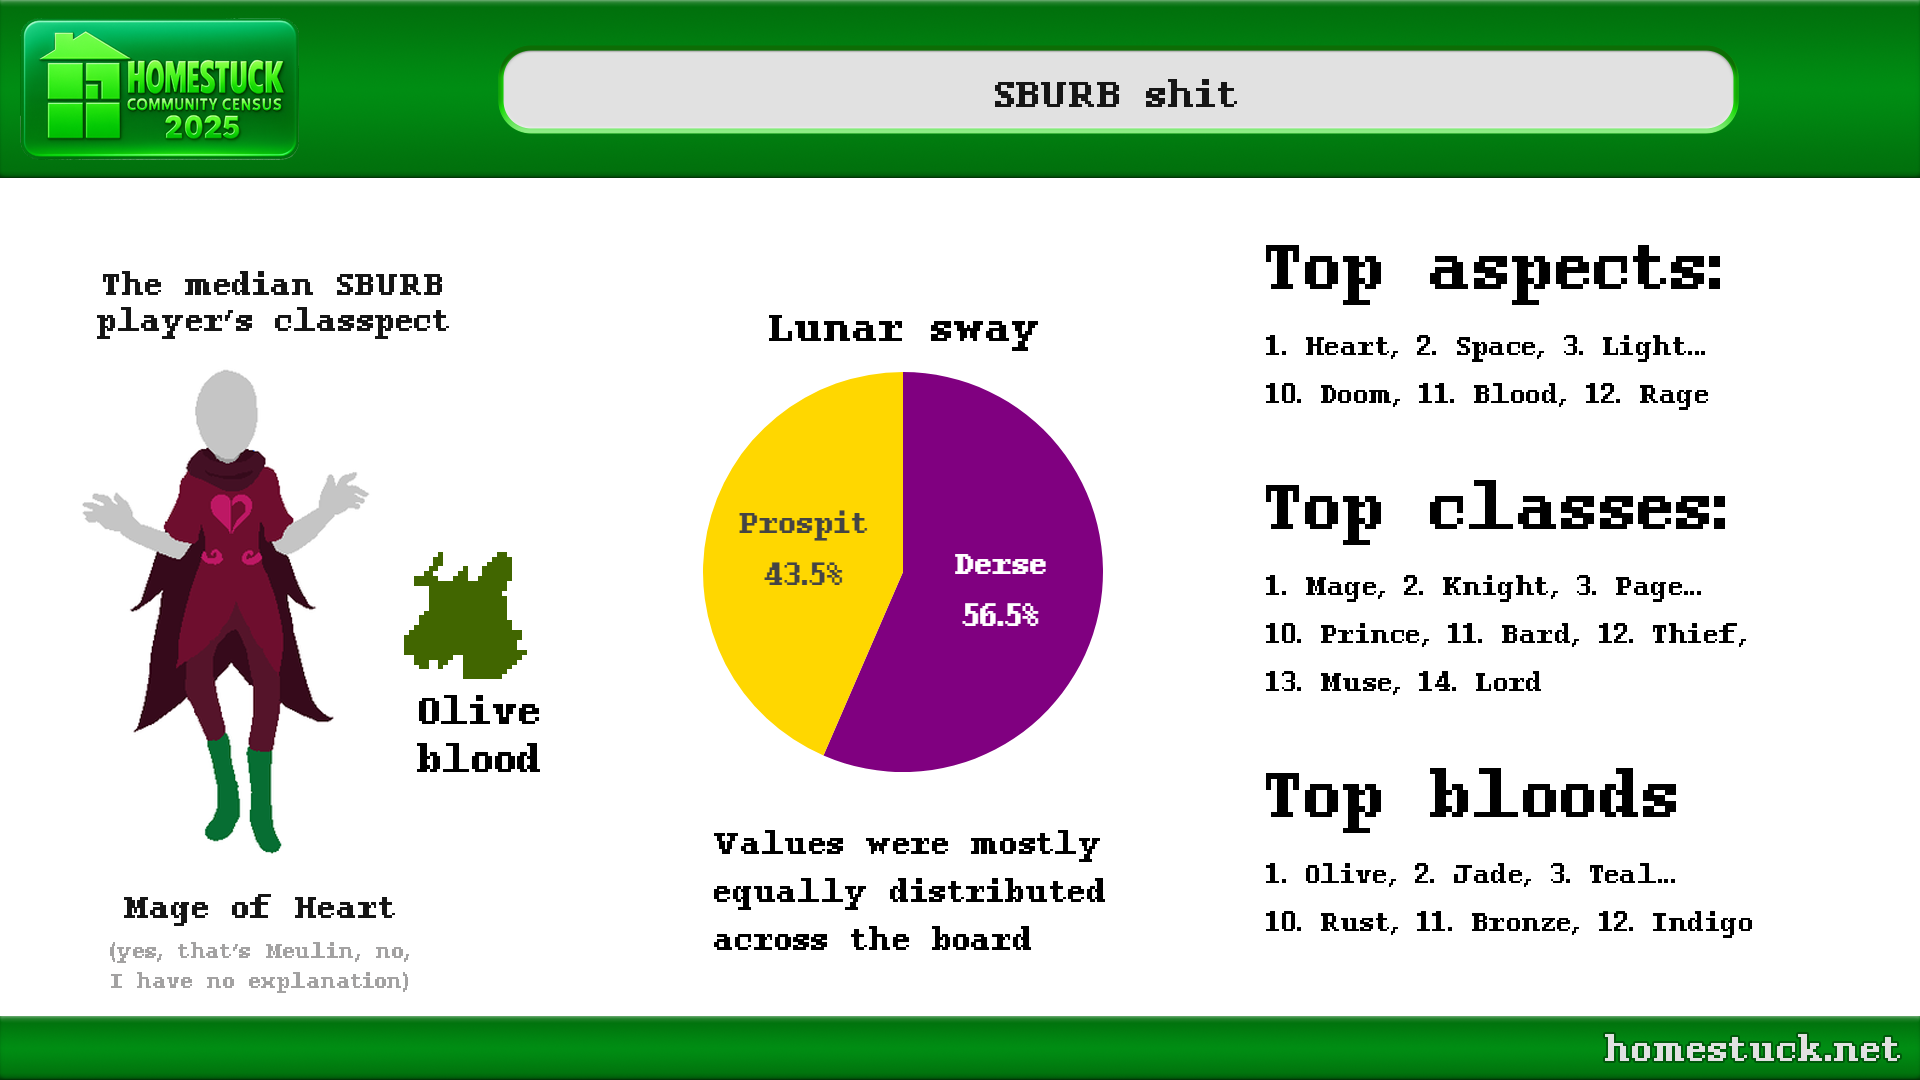 HOMESTUCK
COMMUNITY CENSUS
2025
SBURB shit
The median SBURB
player's classpect
Olive
blood
Mage of Heart
(yes, that's Meulin, no,
I have no explanation)
Lunar sway
Prospit
43.5%
Derse
56.5%
Values were mostly
equally distributed
across the board
Top aspects:
1. Heart, 2. Space, 3. Light...
10. Doom, 11. Blood, 12. Rage
Top classes:
1. Mage, 2. Knight, 3. Page...
10. Prince, 11. Bard, 12. Thief,
13. Muse, 14. Lord
Top bloods
1. Olive, 2. Jade, 3. Teal...
10. Rust, 11. Bronze, 12. Indigo
homestuck.net